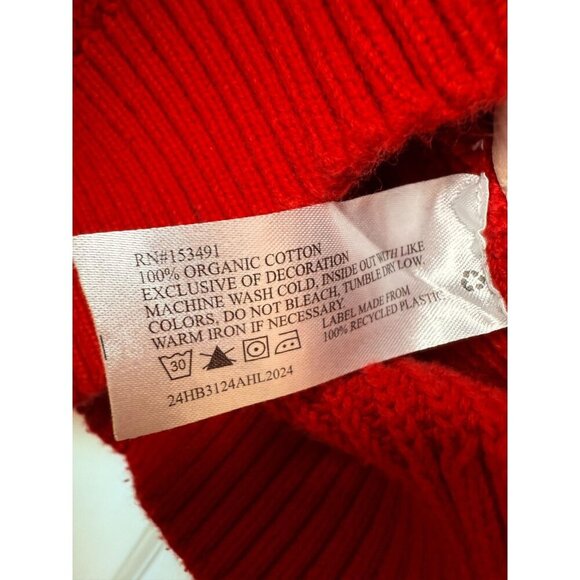 RN#153491
100% ORGANIC COTTON
EXCLUSIVE OF DECORATION
MACHINE WASH COLD, INSIDE OUT WITH LIKE
COLORS, DO NOT BLEACH, TUMBLE DRY LOW.
WARM IRON IF NECESSARY.
LABEL MADE FROM
100% RECYCLED PLASTIC
30
24HB3124AHL2024